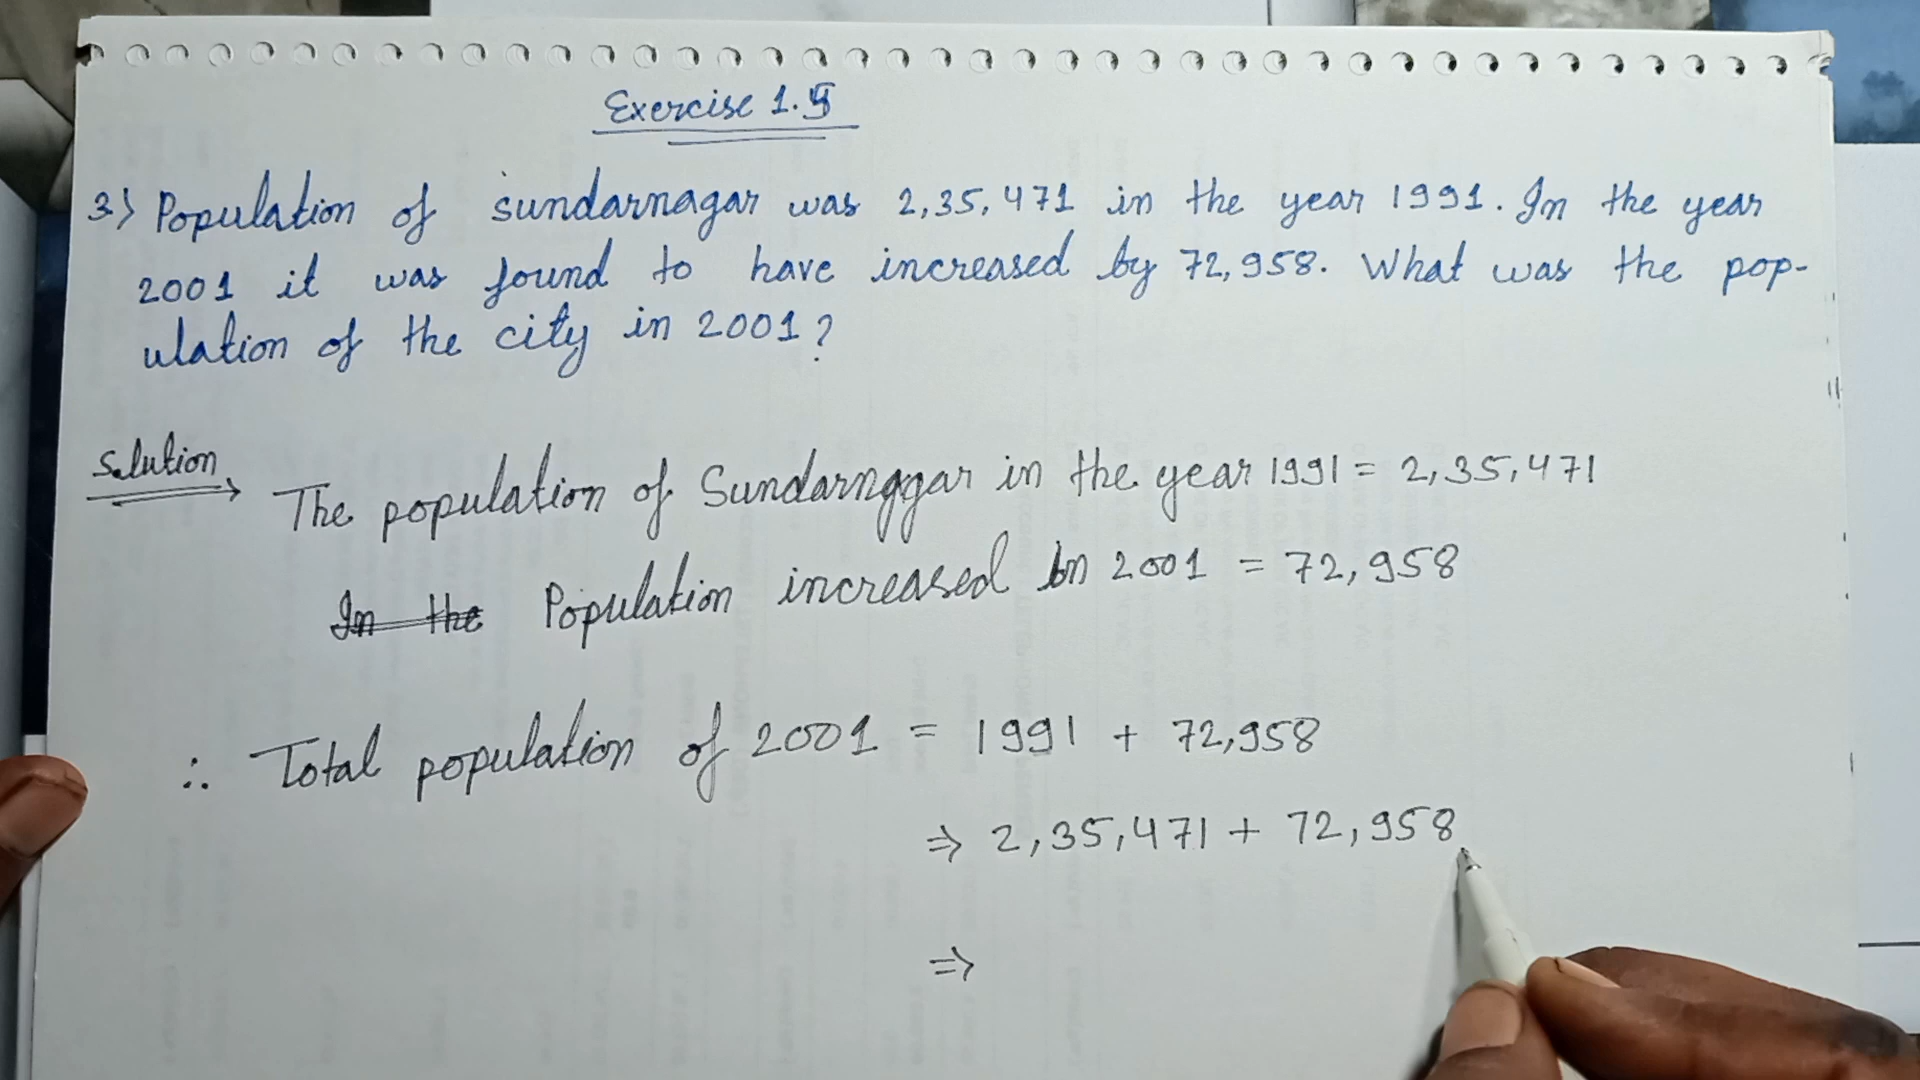 Exercise 1.5
3) Population of sundarnagar was 2,35,471 in the year 1991. In the year
2001 it was found to have increased by 72,958. What was the pop-
ulation of the city in 2001?
Solution
The population of Sundarnagar in the year 1991 = 2,35,471
In the Population increased in 2001 = 72,958
∴ Total population of 2001 = 1991 + 72,958
⇒ 2,35,471 + 72,958
⇒